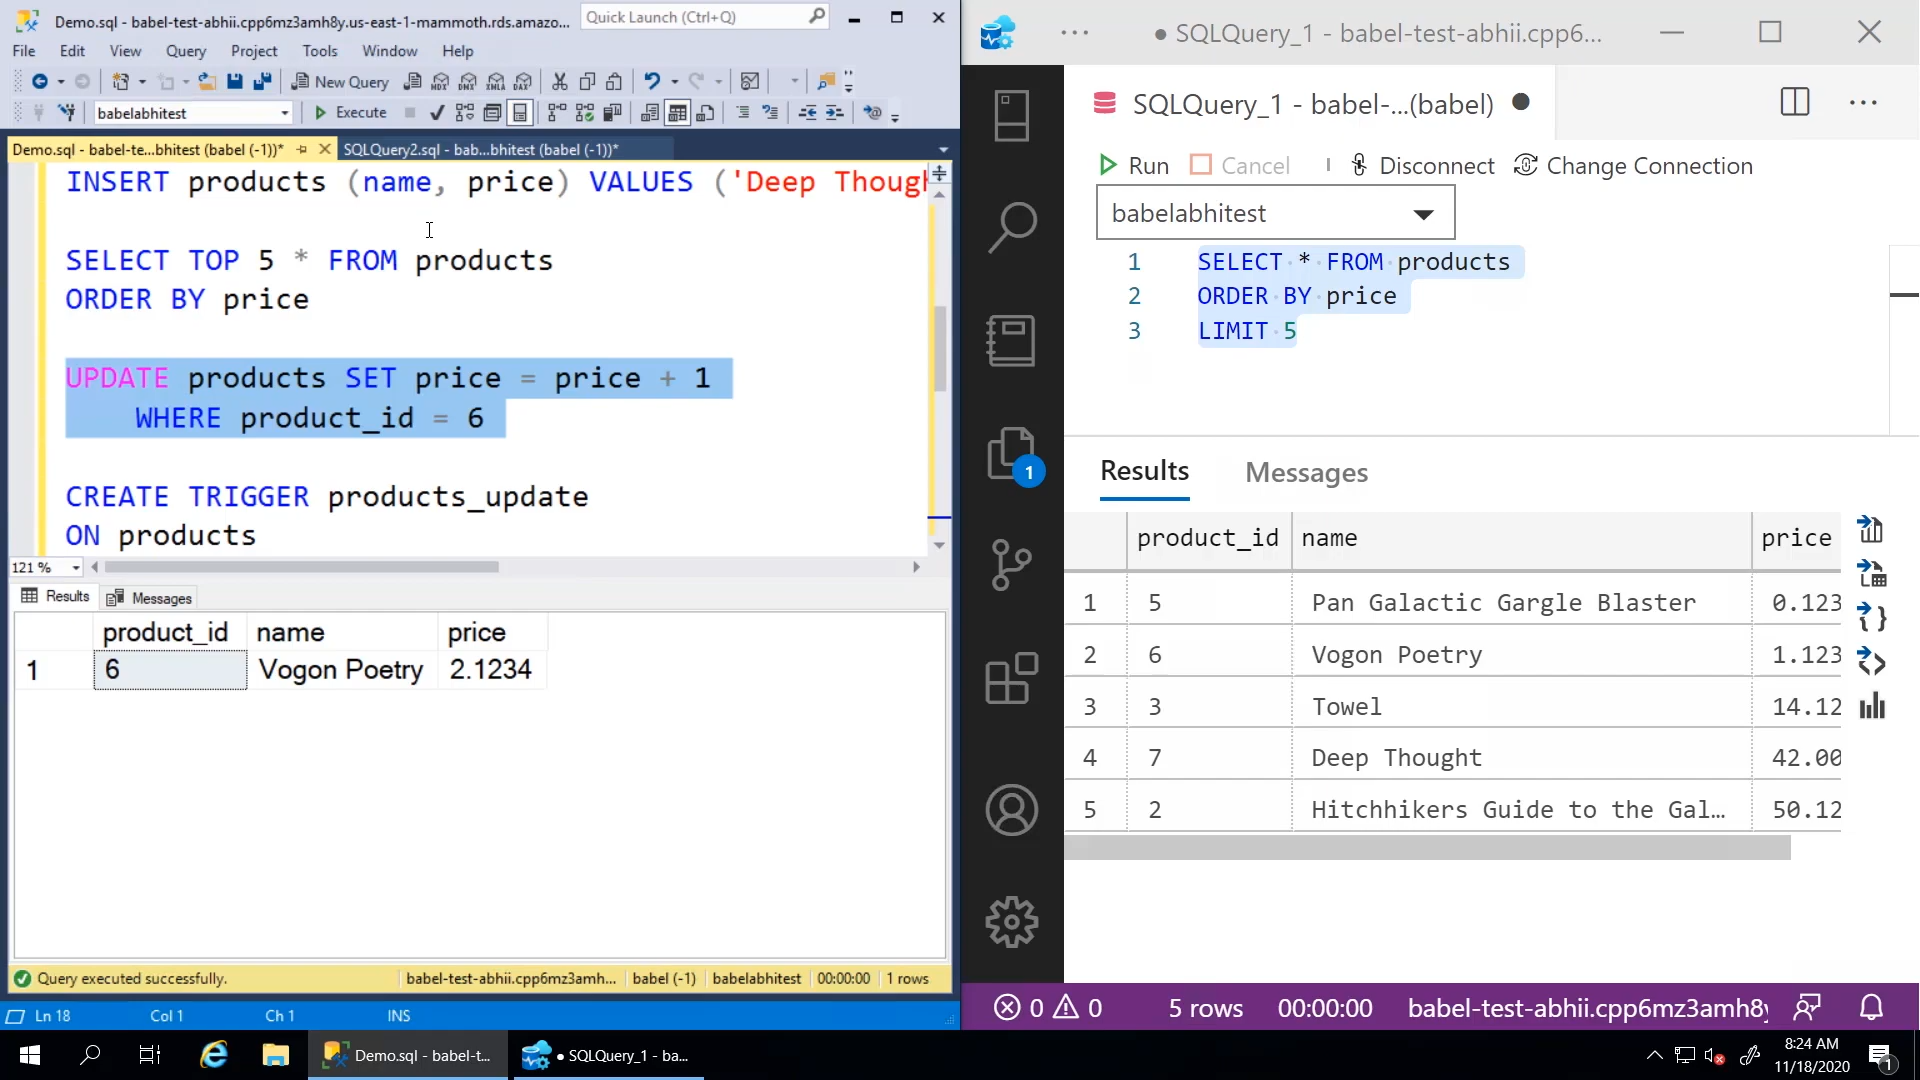 Demo.sql - babel-test-abhii.cpp6mz3amh8y.us-east-1-mammoth.rds.amazo...
Quick Launch (Ctrl+Q)
File Edit View Query Project Tools Window Help
New Query
MDX DMX XMLA DAX
babelabhitest
Execute
Demo.sql - babel-te...bhitest (babel (-1))*
SQLQuery2.sql - bab...bhitest (babel (-1))*
INSERT products (name, price) VALUES ('Deep Though
SELECT TOP 5 * FROM products
ORDER BY price
UPDATE products SET price = price + 1
WHERE product_id = 6
CREATE TRIGGER products_update
ON products
121 %
Results Messages
product_id name price
1 6 Vogon Poetry 2.1234
Query executed successfully.
babel-test-abhii.cpp6mz3amh... babel (-1) babelabhitest 00:00:00 1 rows
Ln 18 Col 1 Ch 1 INS
● SQLQuery_1 - babel-test-abhii.cpp6...
SQLQuery_1 - babel-...(babel) ●
Run Cancel Disconnect Change Connection
babelabhitest
1 SELECT * FROM products
2 ORDER BY price
3 LIMIT 5
1
Results Messages
product_id name price
1 5 Pan Galactic Gargle Blaster 0.123
2 6 Vogon Poetry 1.123
3 3 Towel 14.12
4 7 Deep Thought 42.00
5 2 Hitchhikers Guide to the Gal... 50.12
0 0 5 rows 00:00:00 babel-test-abhii.cpp6mz3amh8y
Demo.sql - babel-t...
● SQLQuery_1 - ba...
8:24 AM
11/18/2020
1